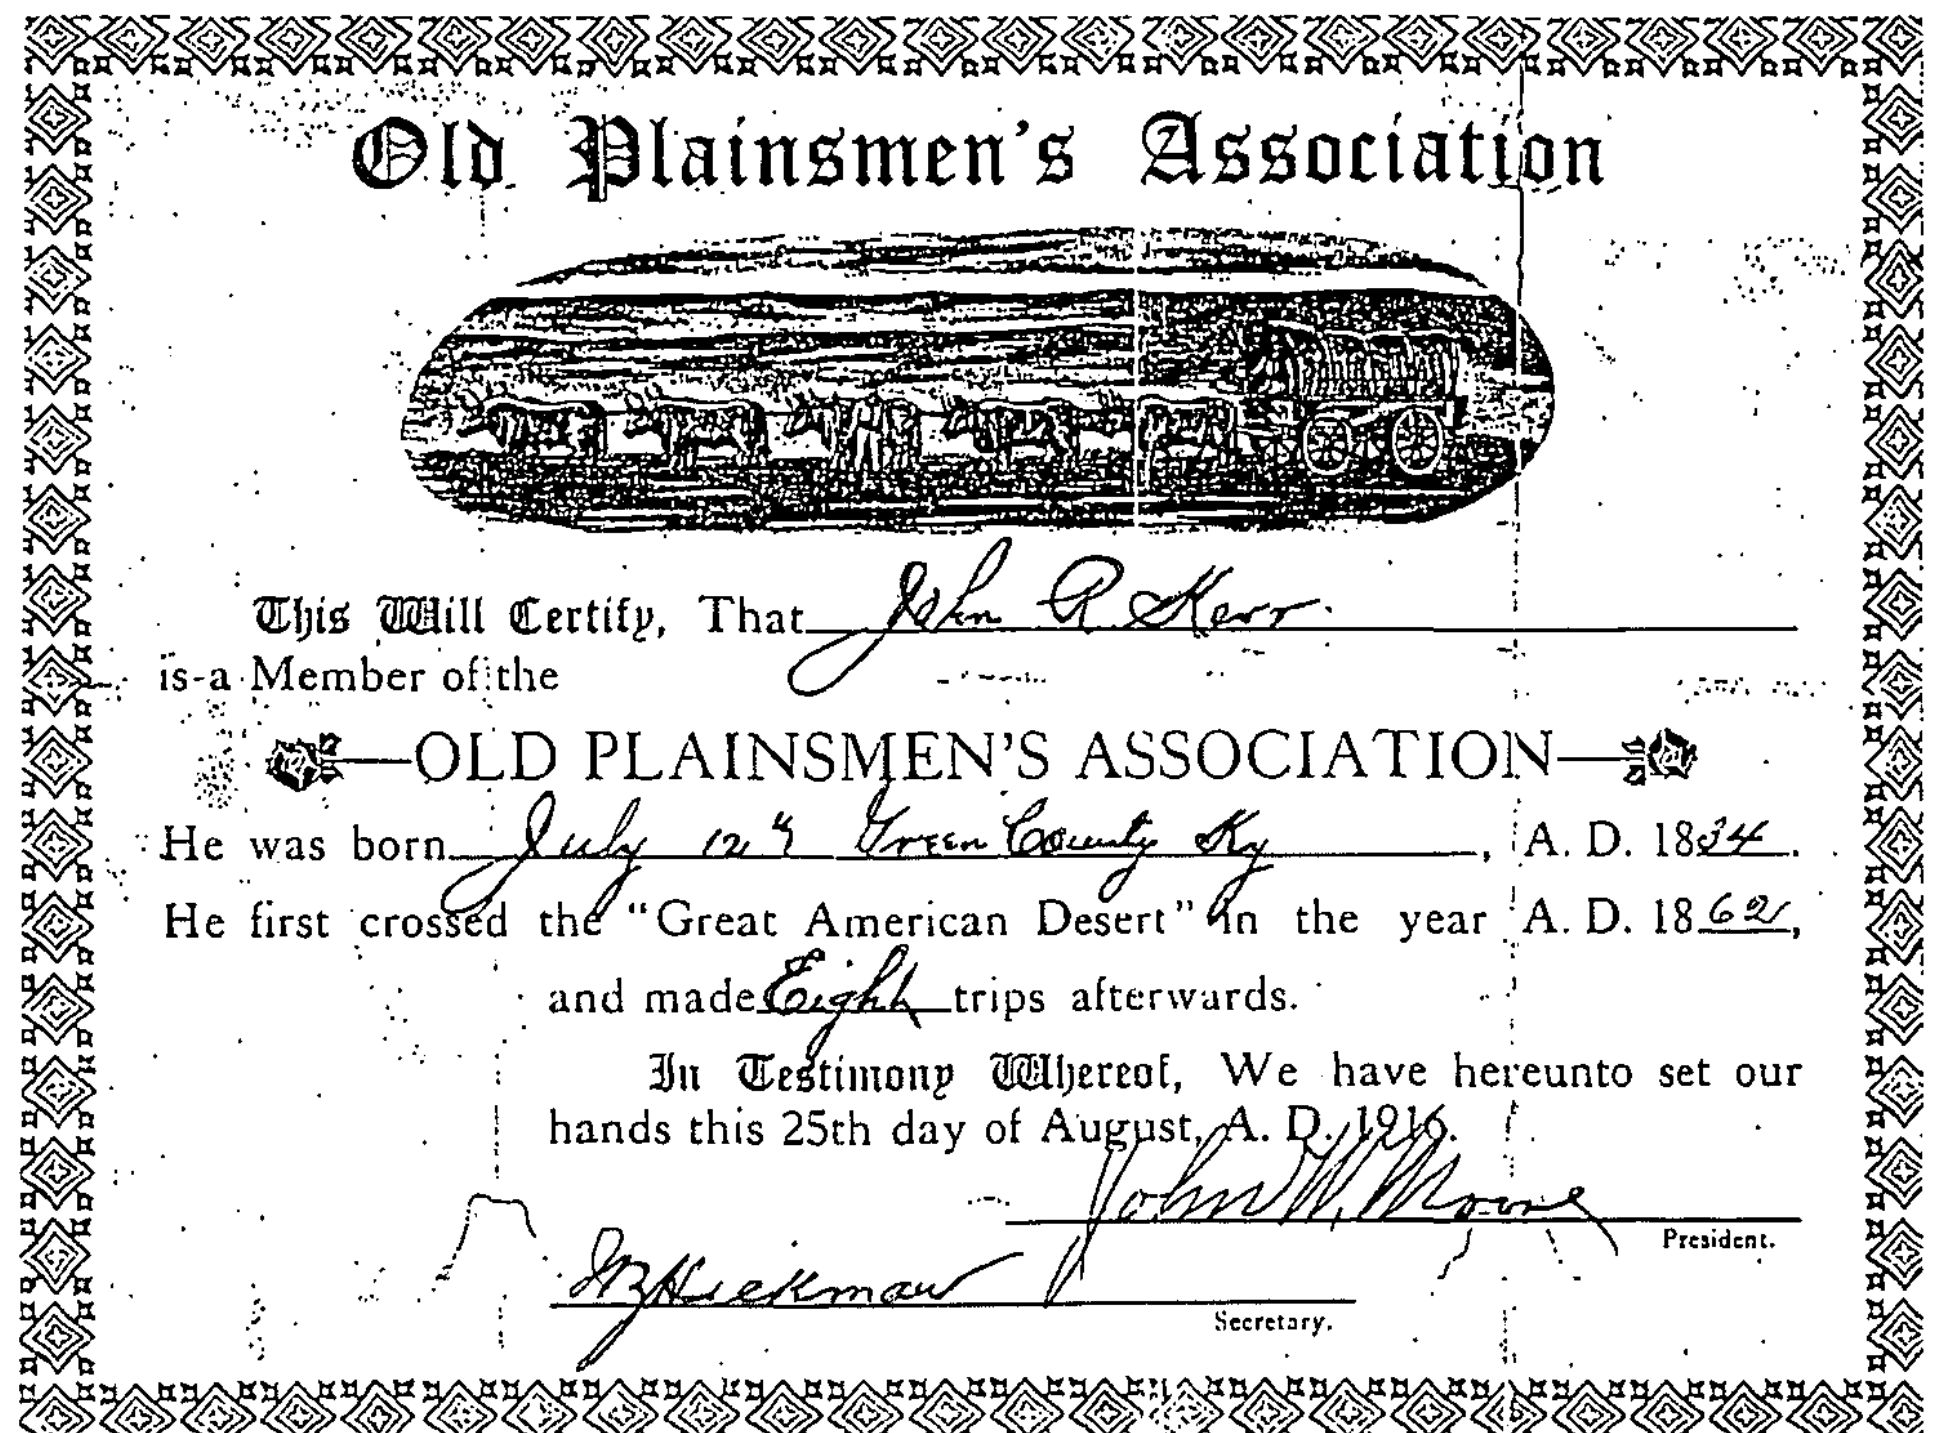 Old Plainsmen's Association
This Will Certify, That John R. Kerr
is a Member of the
OLD PLAINSMEN'S ASSOCIATION
He was born July 12th Green County Ky, A. D. 1834.
He first crossed the "Great American Desert" in the year A. D. 1862,
and made Eight trips afterwards.
In Testimony Whereof, We have hereunto set our
hands this 25th day of August, A. D. 1916.
John W. Moore
President.
Hickman
Secretary.